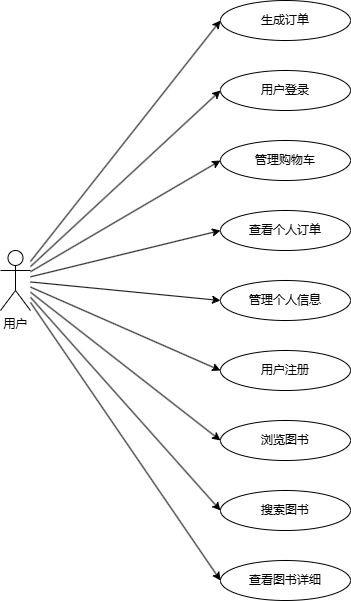 生成订单
用户登录
管理购物车
查看个人订单
管理个人信息
用户
用户注册
浏览图书
搜索图书
查看图书详细